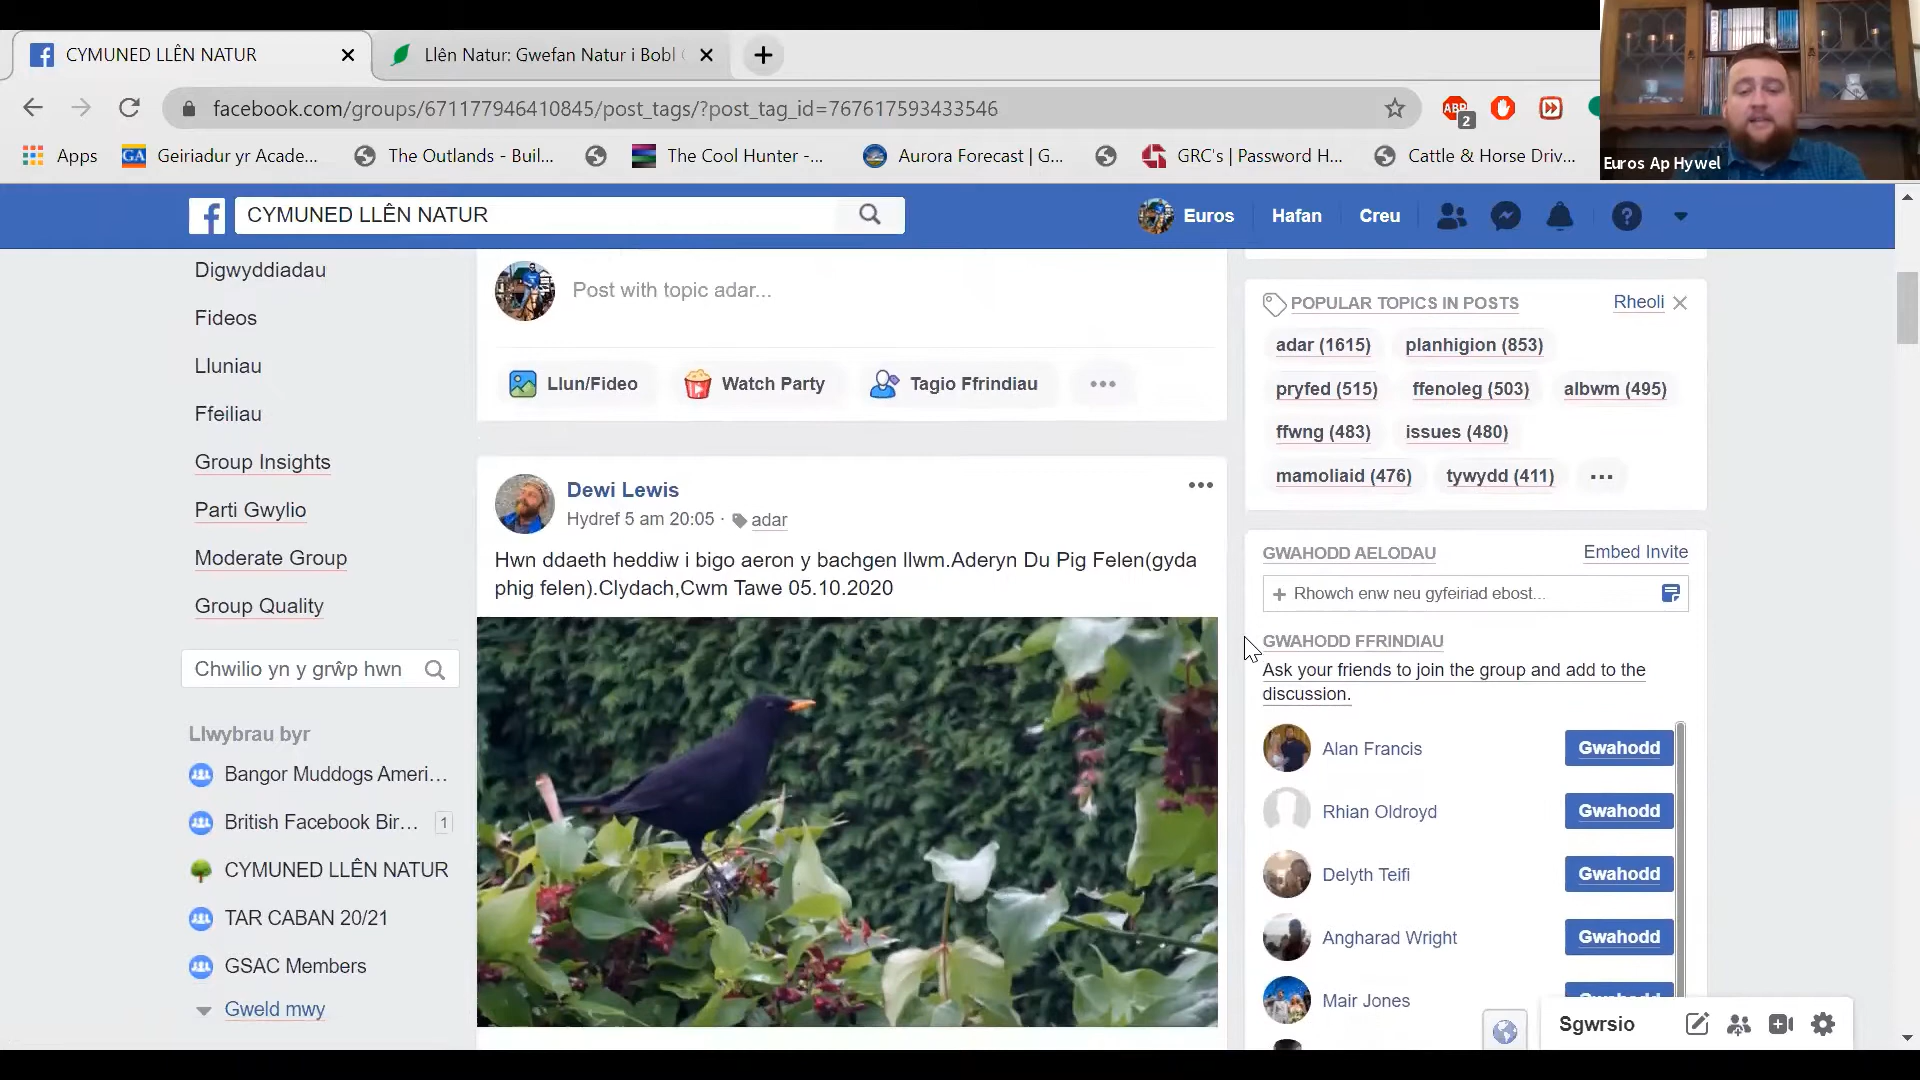 CYMUNED LLÊN NATUR
Llên Natur: Gwefan Natur i Bobl
facebook.com/groups/671177946410845/post_tags/?post_tag_id=767617593433546
ABP
2
Apps
GA
Geiriadur yr Acade...
The Outlands - Buil...
The Cool Hunter -...
Aurora Forecast | G...
GRC's | Password H...
Cattle & Horse Driv...
Euros Ap Hywel
CYMUNED LLÊN NATUR
Euros
Hafan
Creu
Digwyddiadau
Fideos
Lluniau
Ffeiliau
Group Insights
Parti Gwylio
Moderate Group
Group Quality
Chwilio yn y grŵp hwn
Llwybrau byr
Bangor Muddogs Ameri...
British Facebook Bir...
1
CYMUNED LLÊN NATUR
TAR CABAN 20/21
GSAC Members
Gweld mwy
Post with topic adar...
Llun/Fideo
Watch Party
Tagio Ffrindiau
Dewi Lewis
Hydref 5 am 20:05 · adar
Hwn ddaeth heddiw i bigo aeron y bachgen llwm.Aderyn Du Pig Felen(gyda
phig felen).Clydach,Cwm Tawe 05.10.2020
POPULAR TOPICS IN POSTS
Rheoli
adar (1615) planhigion (853)
pryfed (515) ffenoleg (503) albwm (495)
ffwng (483) issues (480)
mamoliaid (476) tywydd (411) ...
GWAHODD AELODAU
Embed Invite
+ Rhowch enw neu gyfeiriad ebost...
GWAHODD FFRINDIAU
Ask your friends to join the group and add to the
discussion.
Alan Francis
Gwahodd
Rhian Oldroyd
Gwahodd
Delyth Teifi
Gwahodd
Angharad Wright
Gwahodd
Mair Jones
Gwahodd
Sgwrsio